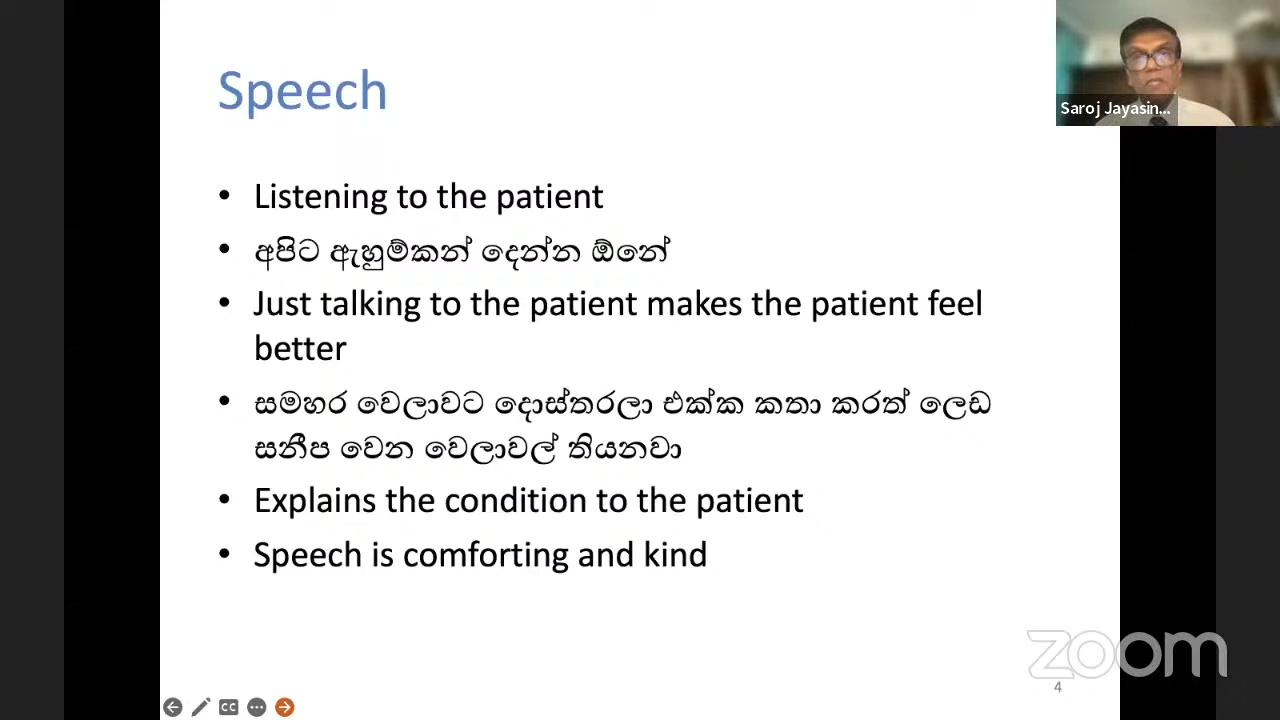 Speech
Saroj Jayasin...
• Listening to the patient
• අපිට ඇහුම්කන් දෙන්න ඕනේ
• Just talking to the patient makes the patient feel
better
• සමහර වෙලාවට දොස්තරලා එක්ක කතා කරත් ලෙඩ
සනීප වෙන වෙලාවල් තියනවා
• Explains the condition to the patient
• Speech is comforting and kind
zoom
4
CC